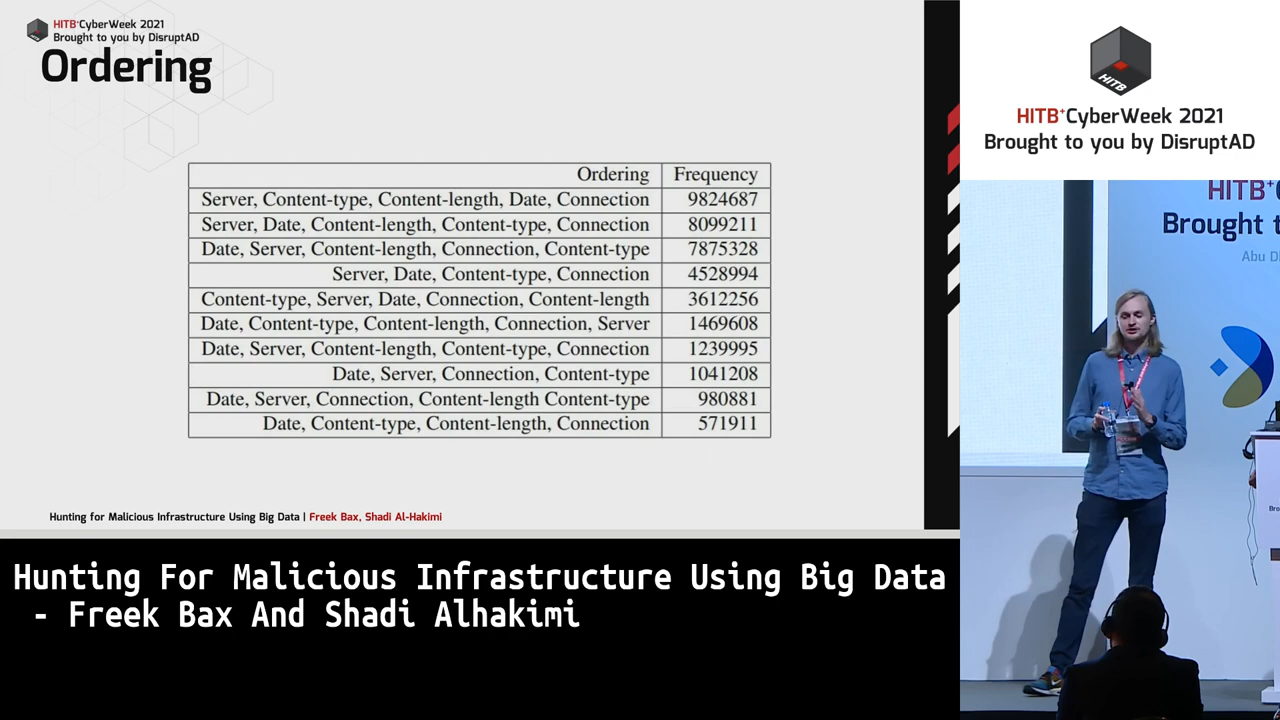 HITB+CyberWeek 2021
Brought to you by DisruptAD
Ordering
Ordering Frequency
Server, Content-type, Content-length, Date, Connection 9824687
Server, Date, Content-length, Content-type, Connection 8099211
Date, Server, Content-length, Connection, Content-type 7875328
Server, Date, Content-type, Connection 4528994
Content-type, Server, Date, Connection, Content-length 3612256
Date, Content-type, Content-length, Connection, Server 1469608
Date, Server, Content-length, Content-type, Connection 1239995
Date, Server, Connection, Content-type 1041208
Date, Server, Connection, Content-length Content-type 980881
Date, Content-type, Content-length, Connection 571911
Hunting for Malicious Infrastructure Using Big Data | Freek Bax, Shadi Al-Hakimi
Hunting For Malicious Infrastructure Using Big Data
- Freek Bax And Shadi Alhakimi
HITB
HITB+CyberWeek 2021
Brought to you by DisruptAD
HITB+C
Brought t
Abu D
Bro